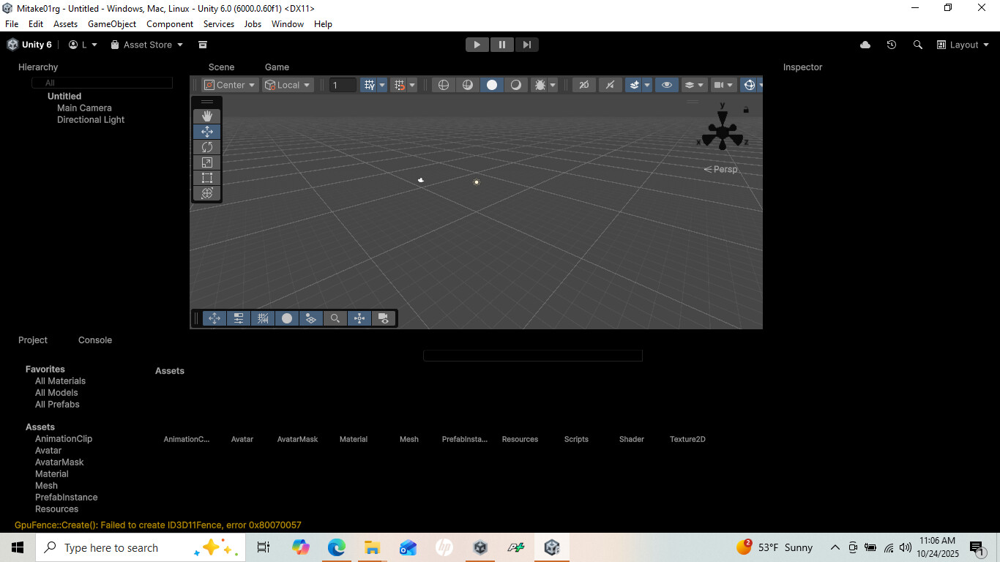 Mitake01rg - Untitled - Windows, Mac, Linux - Unity 6.0 (6000.0.60f1) <DX11>
File Edit Assets GameObject Component Services Jobs Window Help
Unity 6 L Asset Store Layout
Hierarchy Scene Game Inspector
All
Center Local 1 2D
Untitled
Main Camera
Directional Light
y
x z
Persp
Project Console
Favorites
All Materials
All Models
All Prefabs
Assets
AnimationClip
Avatar
AvatarMask
Material
Mesh
PrefabInstance
Resources
Assets
AnimationC... Avatar AvatarMask Material Mesh PrefabInsta... Resources Scripts Shader Texture2D
GpuFence::Create(): Failed to create ID3D11Fence, error 0x80070057
Type here to search
hp
2
53°F Sunny
11:06 AM
10/24/2025
1